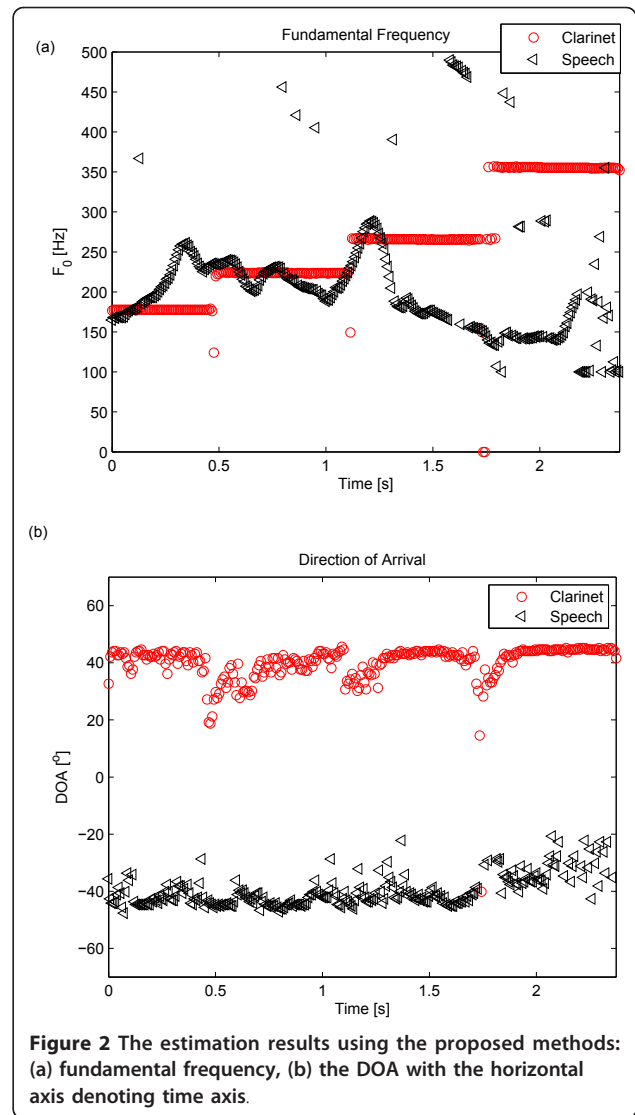 (a)
Fundamental Frequency
Clarinet
Speech
500
450
400
350
300
250
200
150
100
50
0
F0 [Hz]
0
0.5
1
1.5
2
Time [s]
(b)
Direction of Arrival
Clarinet
Speech
60
40
20
0
−20
−40
−60
DOA [°]
0
0.5
1
1.5
2
Time [s]
Figure 2 The estimation results using the proposed methods:
(a) fundamental frequency, (b) the DOA with the horizontal
axis denoting time axis.